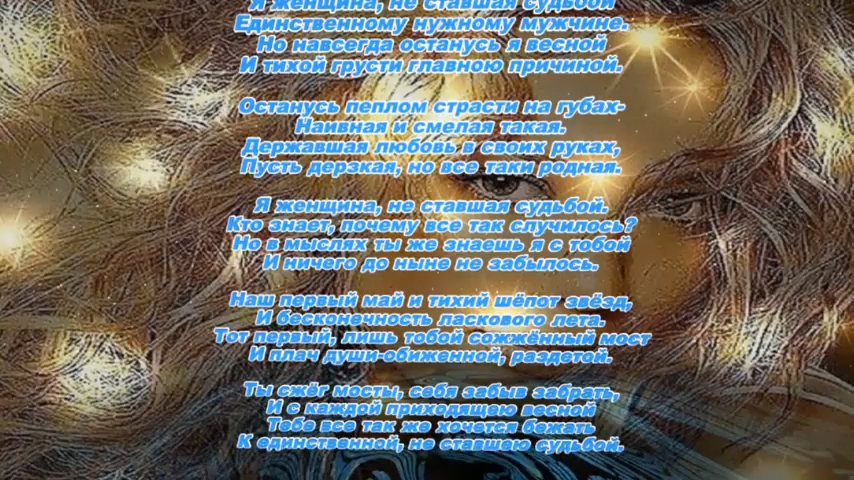 Я женщина, не ставшая судьбой
Единственному нужному мужчине.
Но навсегда останусь я весной
И тихой грусти главною причиной.
Останусь пеплом страсти на губах-
Наивная и смелая такая.
Державшая любовь в своих руках,
Пусть дерзкая, но все таки родная.
Я женщина, не ставшая судьбой.
Кто знает, почему все так случилось?
Но в мыслях ты же знаешь я с тобой
И ничего до ныне не забылось.
Наш первый май и тихий шёпот звёзд,
И бесконечность ласкового лета.
Тот первый, лишь тобой сожжённый мост
И плач души-обиженной, раздетой.
Ты сжёг мосты, себя забыв забрать,
И с каждой приходящею весной
Тебе все так же хочется бежать
К единственной, не ставшею судьбой.